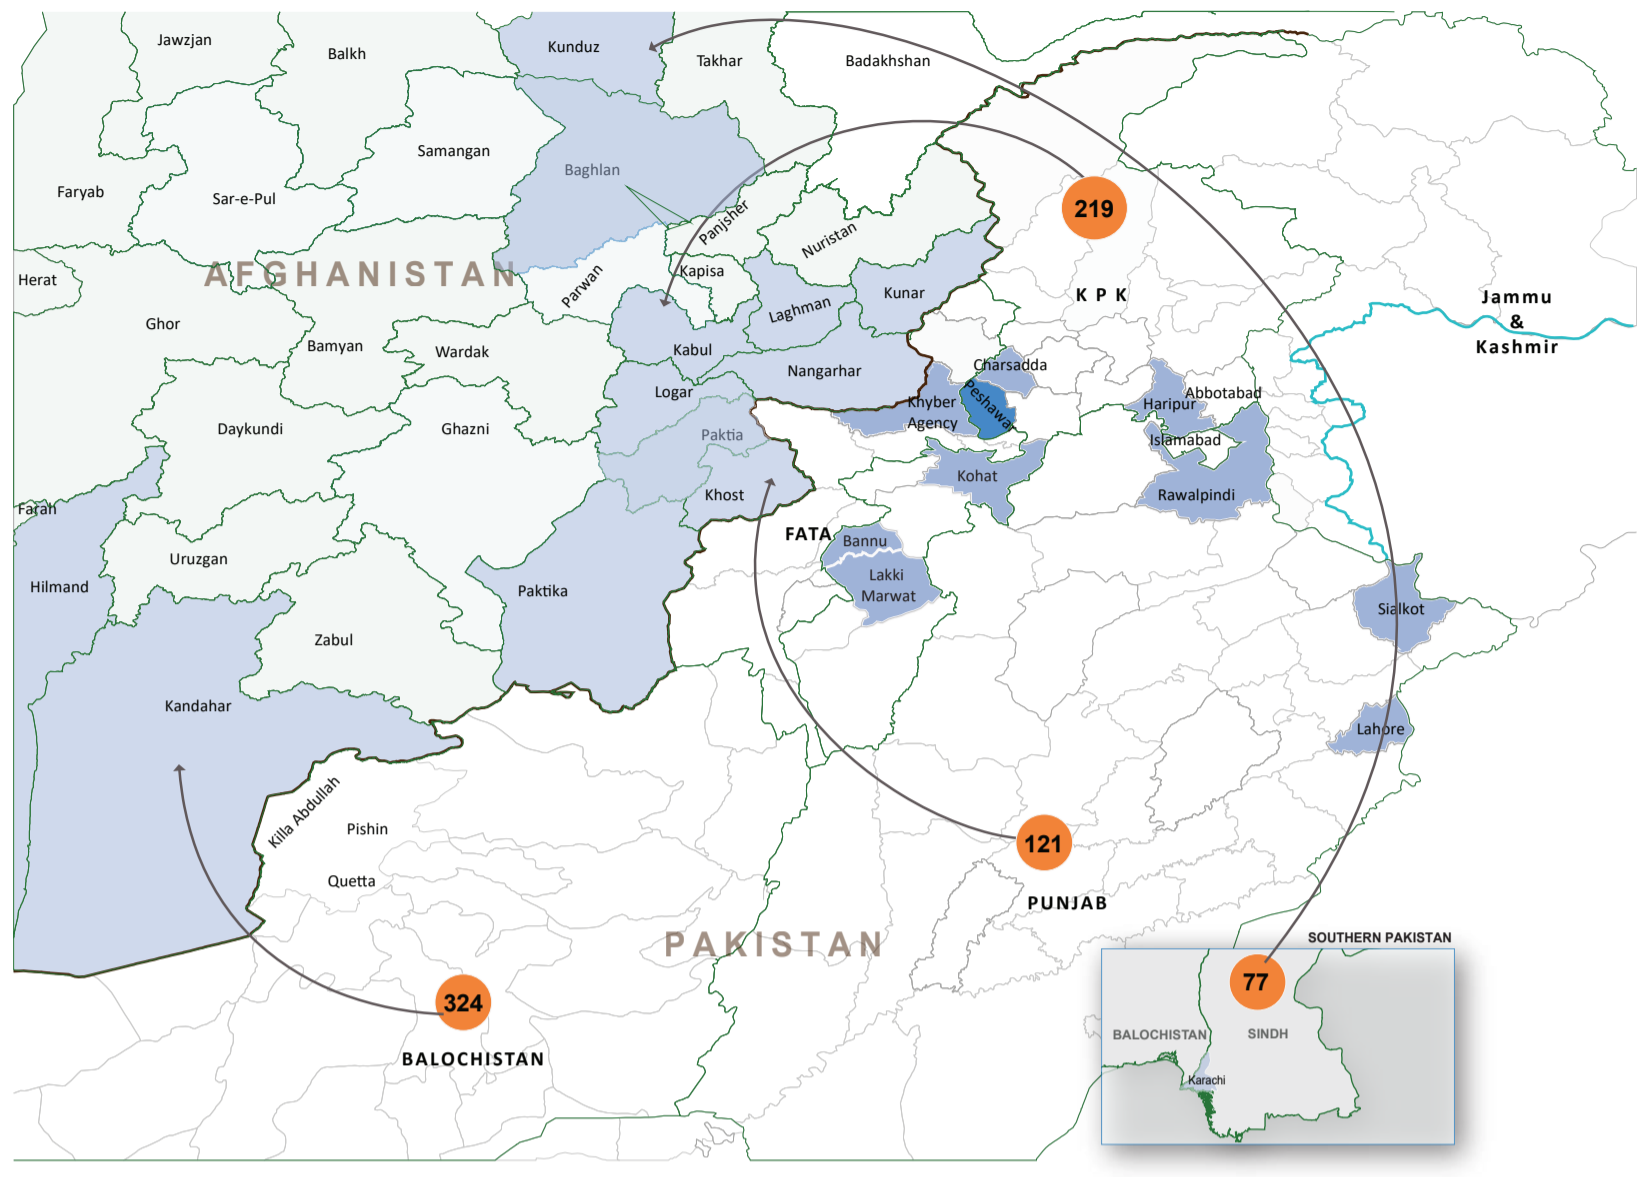 Jawzjan
Balkh
Kunduz
Takhar
Badakhshan
Samangan
Baghlan
Faryab
Sar-e-Pul
219
Panjsher
Nuristan
AFGHANISTAN
Herat
Parwan
Kapisa
Laghman
Kunar
K P K
Jammu
&
Kashmir
Ghor
Bamyan
Wardak
Kabul
Nangarhar
Charsadda
Logar
Khyber
Agency
Peshawa
Haripur
Abbotabad
Daykundi
Ghazni
Paktia
Islamabad
Khost
Kohat
Rawalpindi
Farah
FATA
Bannu
Uruzgan
Hilmand
Paktika
Lakki
Marwat
Sialkot
Zabul
Kandahar
Lahore
Killa Abdullah
Pishin
121
Quetta
PUNJAB
PAKISTAN
SOUTHERN PAKISTAN
77
324
BALOCHISTAN
SINDH
BALOCHISTAN
Karachi